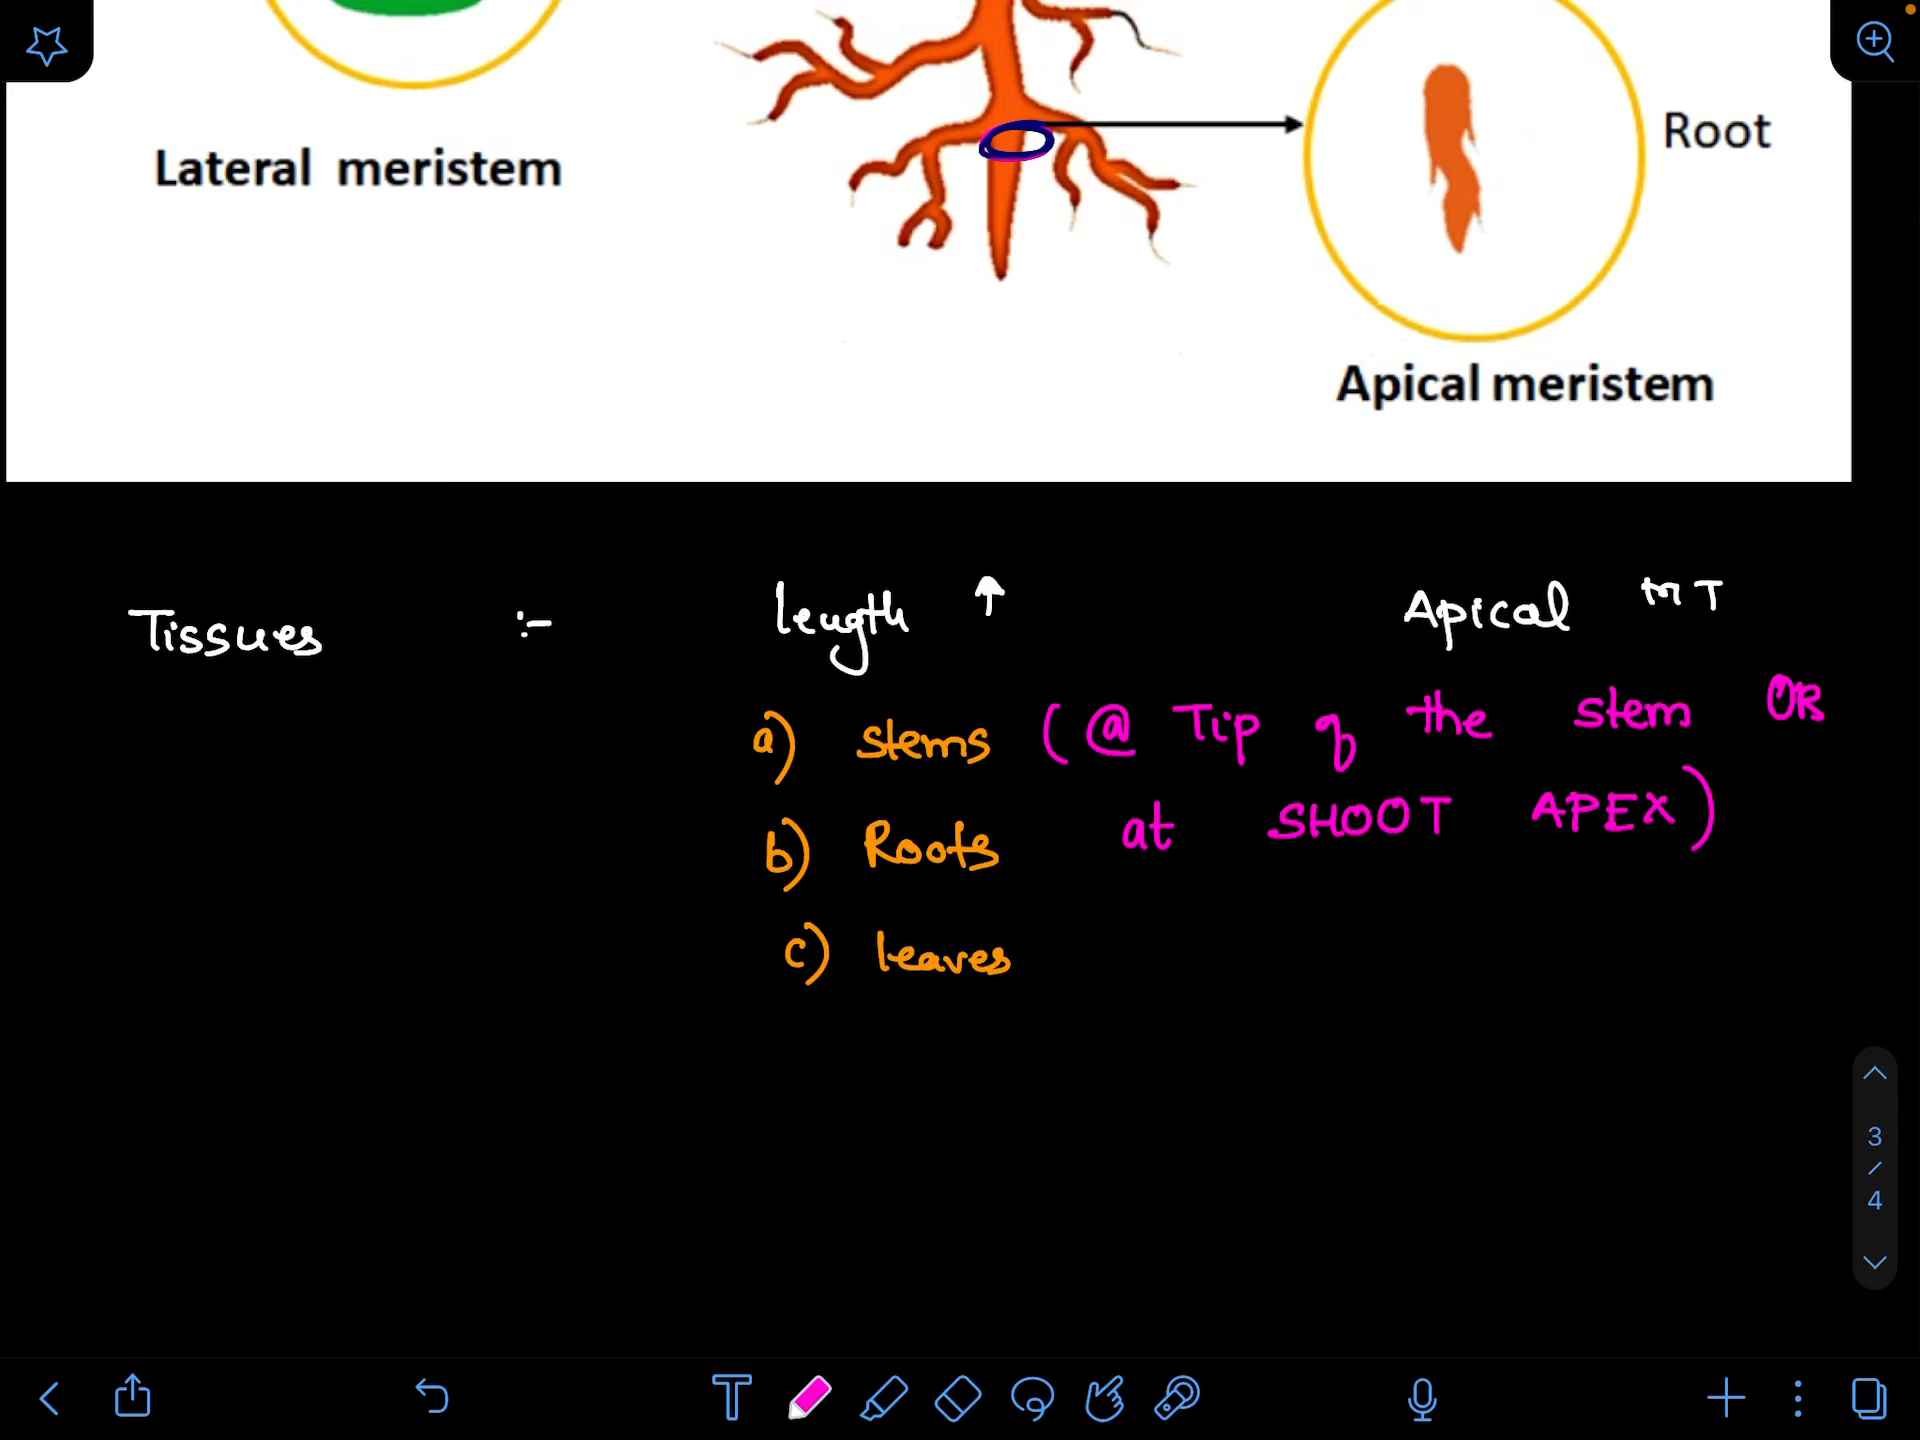 Lateral meristem
Root
Apical meristem
Tissues :- length ↑ Apical MT
a) stems (@ Tip of the stem OR
b) Roots at SHOOT APEX)
c) leaves
3
/
4